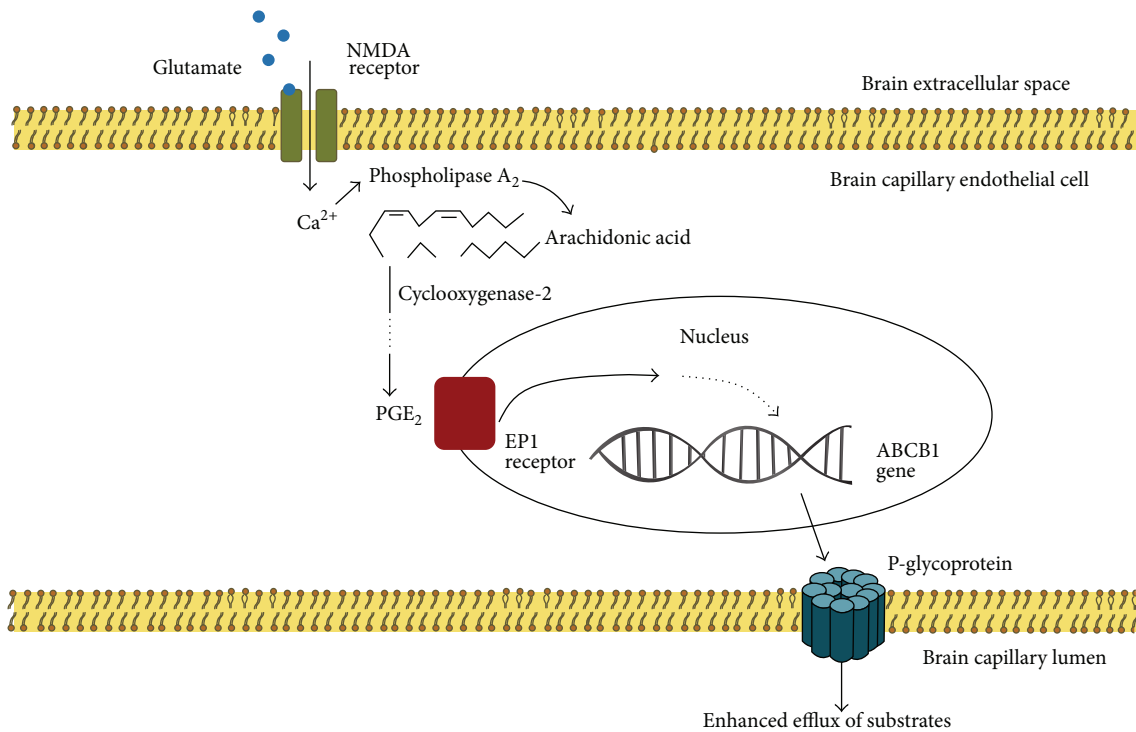 Glutamate
NMDA
receptor
Brain extracellular space
Phospholipase A₂
Brain capillary endothelial cell
Ca²⁺
Arachidonic acid
Cyclooxygenase-2
Nucleus
PGE₂
EP1
receptor
ABCB1
gene
P-glycoprotein
Brain capillary lumen
Enhanced efflux of substrates